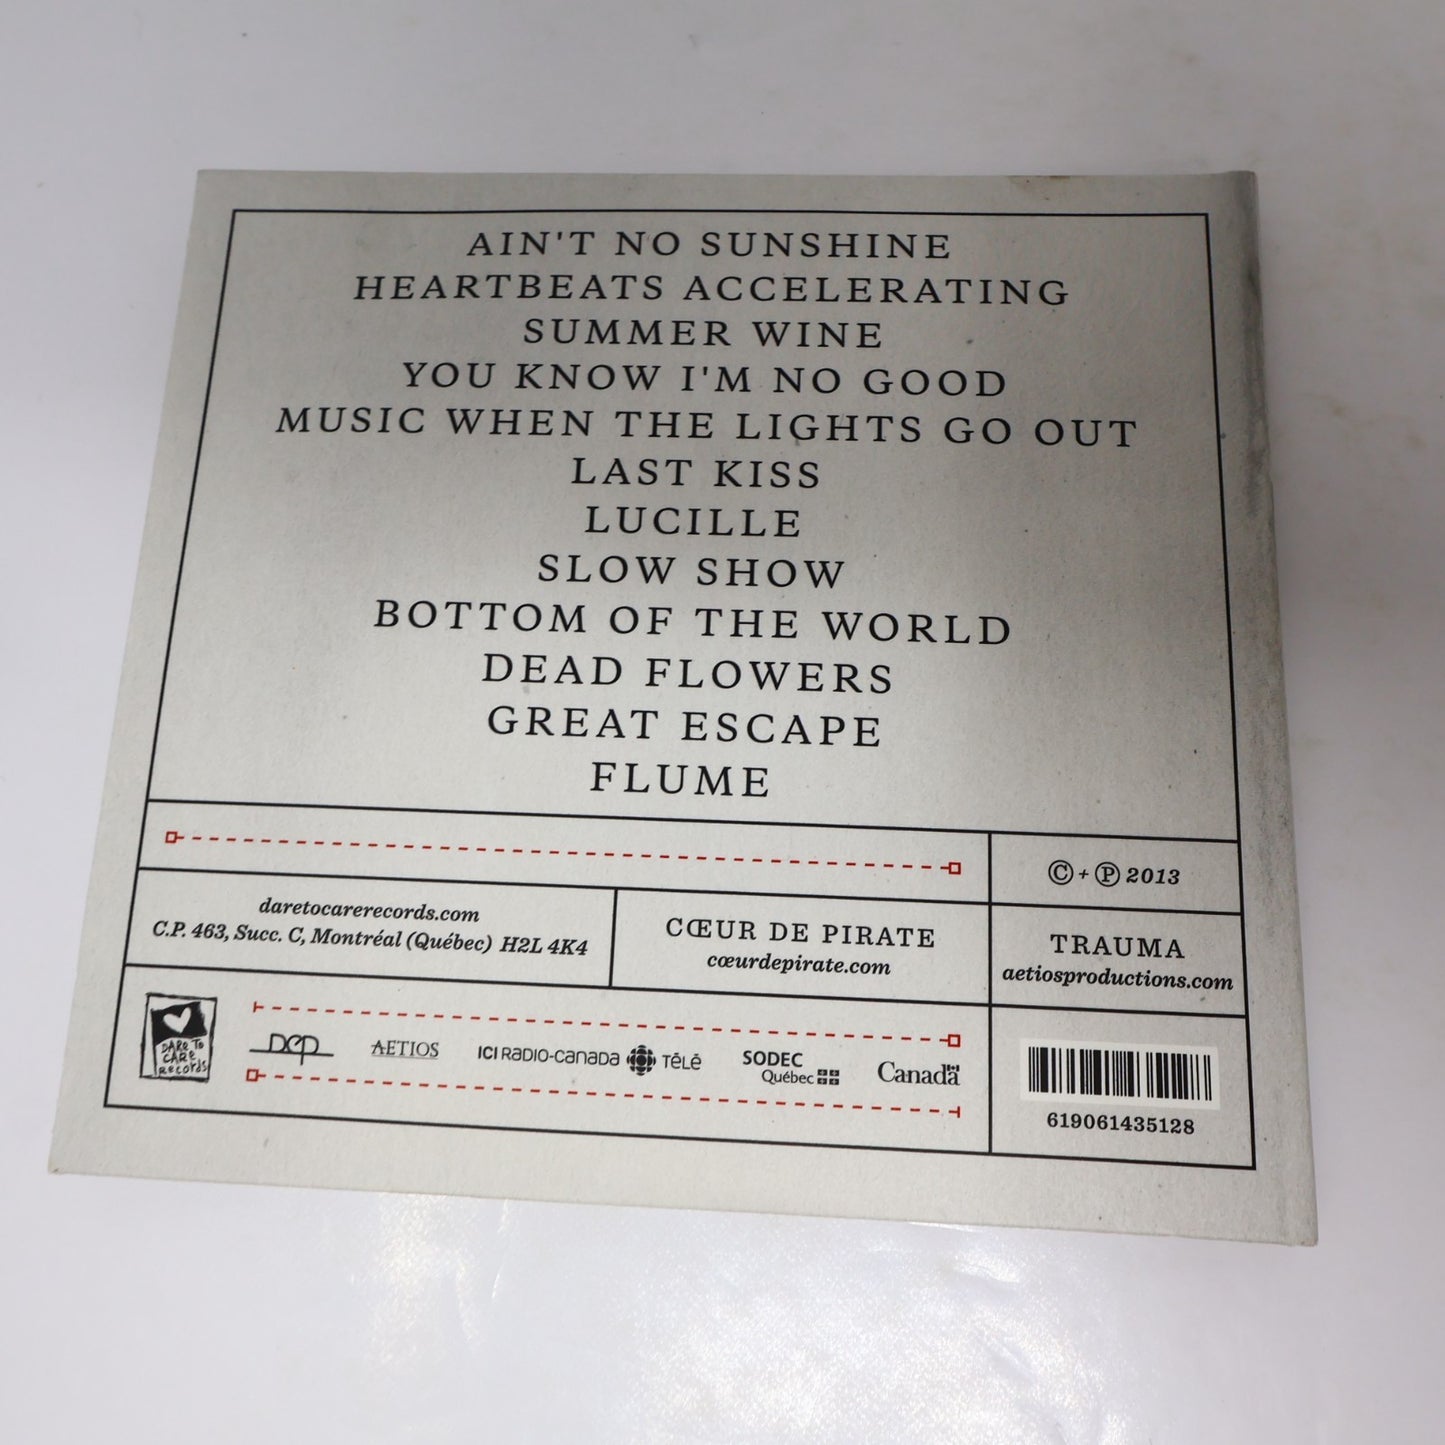 AIN'T NO SUNSHINE
HEARTBEATS ACCELERATING
SUMMER WINE
YOU KNOW I'M NO GOOD
MUSIC WHEN THE LIGHTS GO OUT
LAST KISS
LUCILLE
SLOW SHOW
BOTTOM OF THE WORLD
DEAD FLOWERS
GREAT ESCAPE
FLUME
Ⓒ + Ⓟ 2013
daretocarerecords.com
C.P. 463, Succ. C, Montréal (Québec) H2L 4K4
CŒUR DE PIRATE
cœurdepirate.com
TRAUMA
aetiosproductions.com
DARE TO
CARE
RECORDS
DEP
AETIOS
ICI RADIO-CANADA TÉLÉ
SODEC
Québec
Canada
619061435128